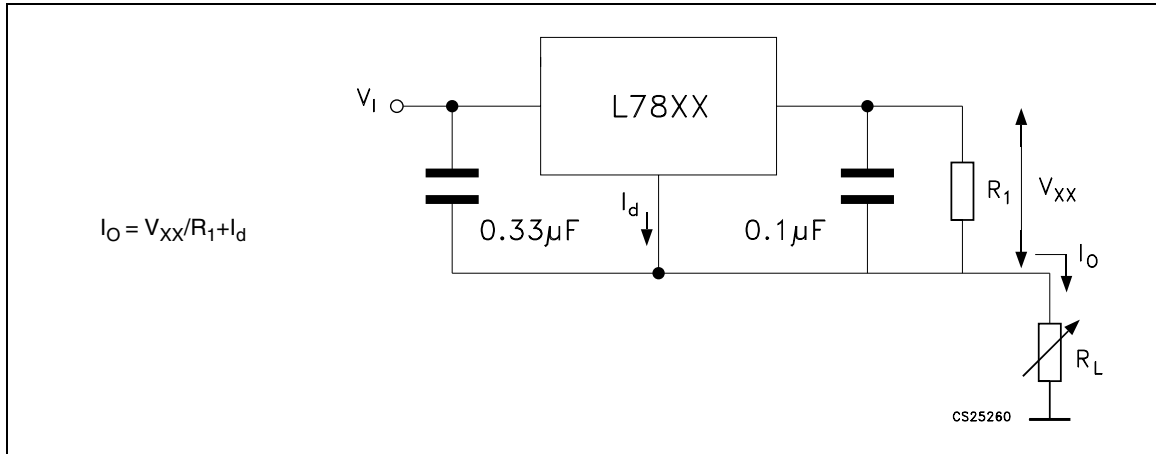 V_I
L78XX
I_d
0.33µF
0.1µF
R_1
V_XX
I_O = V_XX/R_1+I_d
I_O
R_L
CS25260